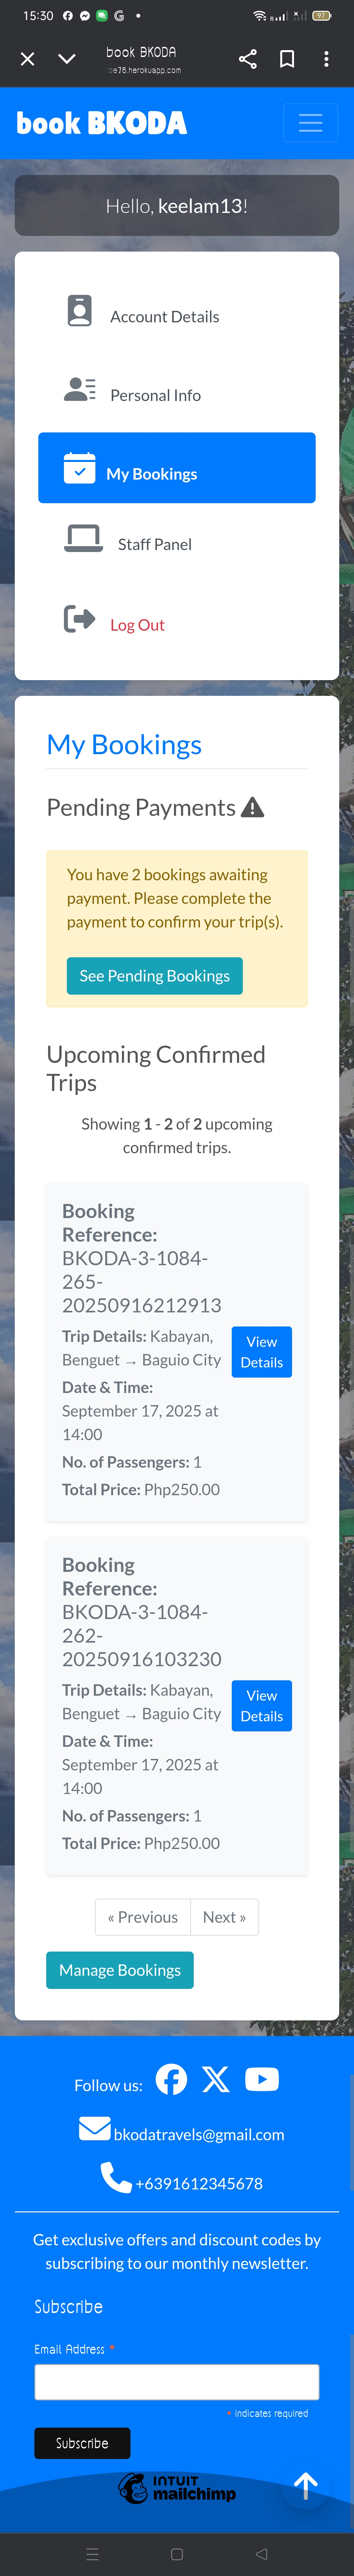 15:30
97
book BKODA
e76.herokuapp.com
book BKODA
Hello, keelam13!
Account Details
Personal Info
My Bookings
Staff Panel
Log Out
My Bookings
Pending Payments
You have 2 bookings awaiting
payment. Please complete the
payment to confirm your trip(s).
See Pending Bookings
Upcoming Confirmed
Trips
Showing 1 - 2 of 2 upcoming
confirmed trips.
Booking
Reference:
BKODA-3-1084-
265-
20250916212913
Trip Details: Kabayan,
Benguet → Baguio City
Date & Time:
September 17, 2025 at
14:00
No. of Passengers: 1
Total Price: Php250.00
View
Details
Booking
Reference:
BKODA-3-1084-
262-
20250916103230
Trip Details: Kabayan,
Benguet → Baguio City
Date & Time:
September 17, 2025 at
14:00
No. of Passengers: 1
Total Price: Php250.00
View
Details
« Previous
Next »
Manage Bookings
Follow us:
bkodatravels@gmail.com
+6391612345678
Get exclusive offers and discount codes by
subscribing to our monthly newsletter.
Subscribe
Email Address *
* indicates required
Subscribe
INTUIT
mailchimp